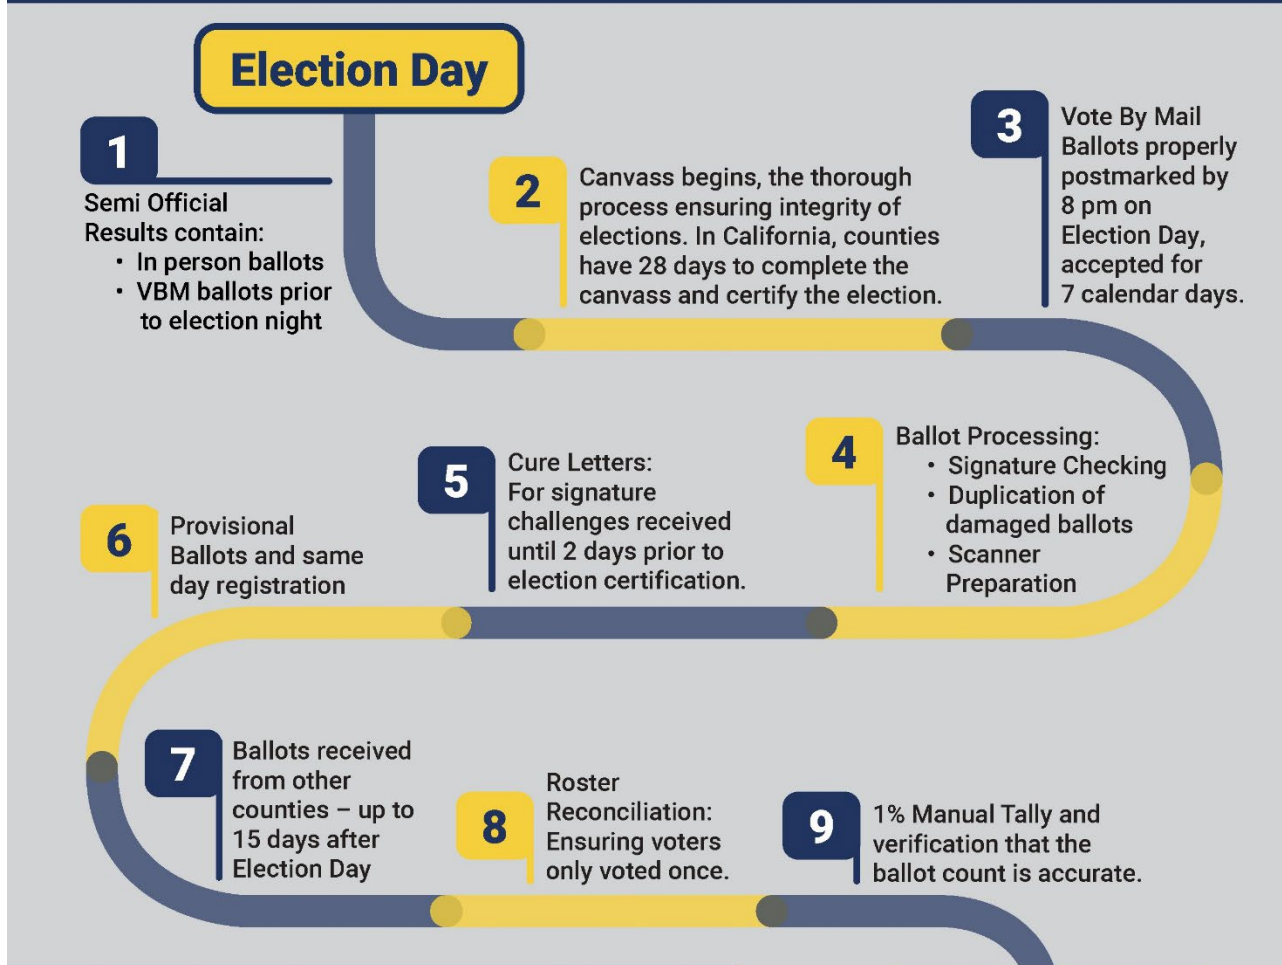 Election Day
1
Semi Official
Results contain:
• In person ballots
• VBM ballots prior
to election night
2
Canvass begins, the thorough
process ensuring integrity of
elections. In California, counties
have 28 days to complete the
canvass and certify the election.
3
Vote By Mail
Ballots properly
postmarked by
8 pm on
Election Day,
accepted for
7 calendar days.
4
Ballot Processing:
• Signature Checking
• Duplication of
damaged ballots
• Scanner
Preparation
5
Cure Letters:
For signature
challenges received
until 2 days prior to
election certification.
6
Provisional
Ballots and same
day registration
7
Ballots received
from other
counties – up to
15 days after
Election Day
8
Roster
Reconciliation:
Ensuring voters
only voted once.
9
1% Manual Tally and
verification that the
ballot count is accurate.